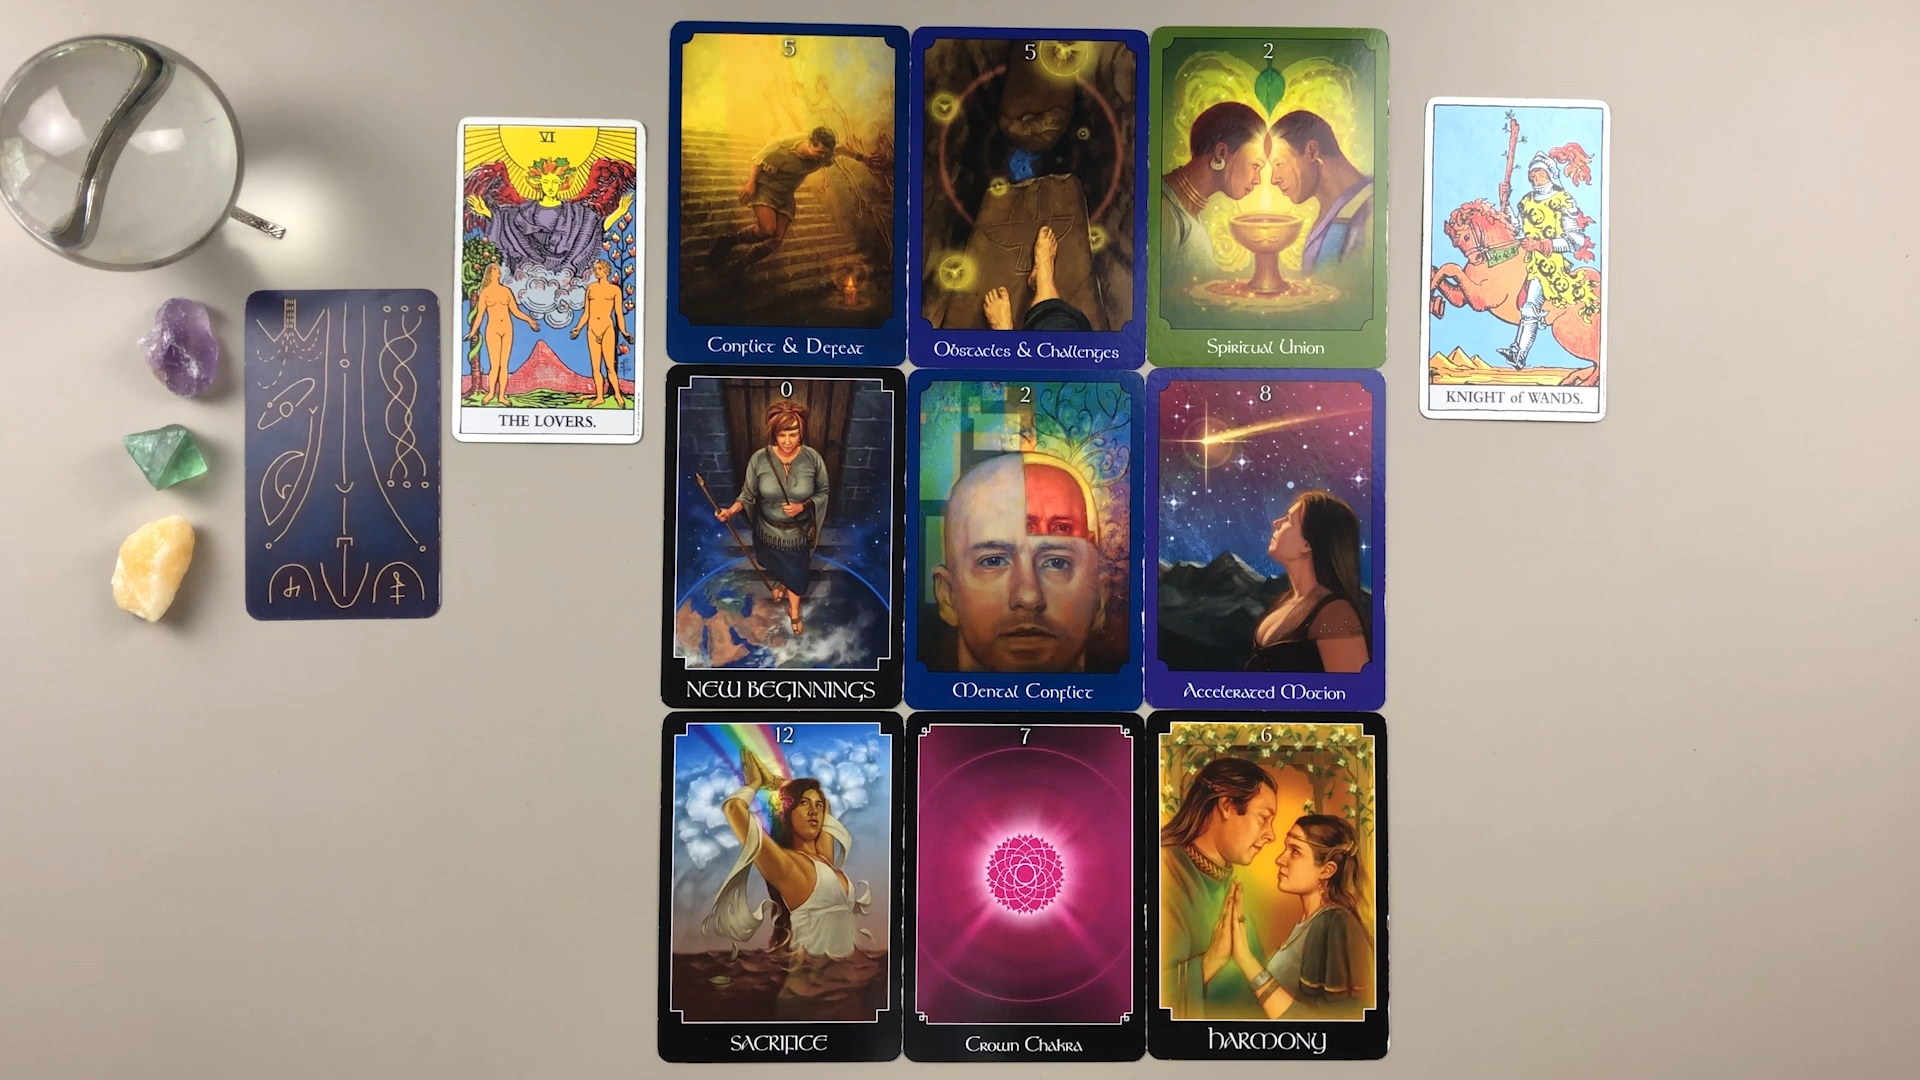 VI
THE LOVERS.
5
Conflict & Defeat
5
Obstacles & Challenges
2
Spiritual Union
KNIGHT of WANDS.
0
NEW BEGINNINGS
2
Mental Conflict
8
Accelerated Motion
12
SACRIFICE
7
Crown Chakra
6
HARMONY